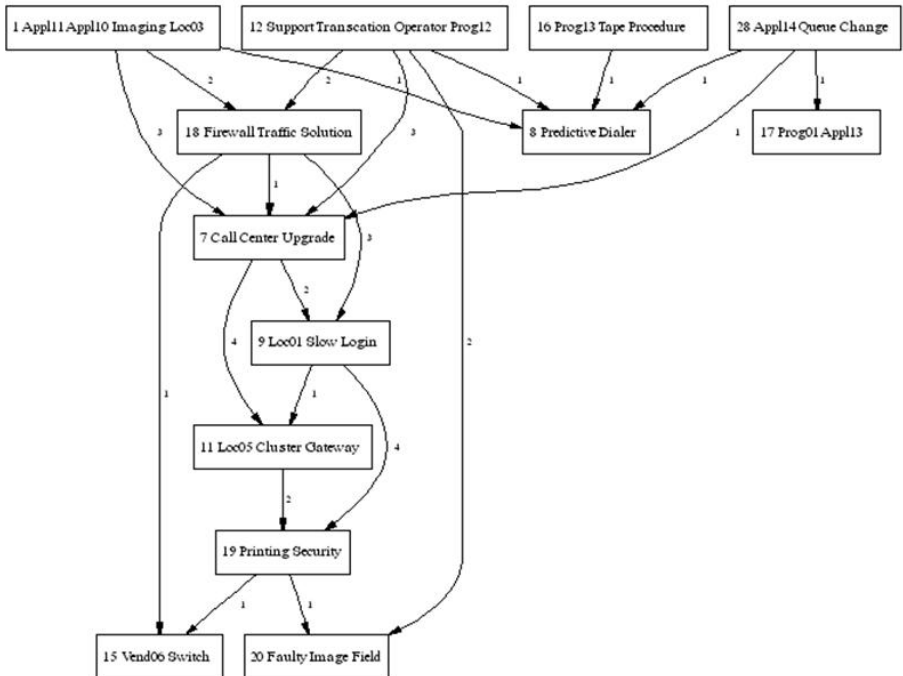 1 Appl11 Appl10 Imaging Loc03
12 Support Transcation Operator Prog12
16 Prog13 Tape Procedure
28 Appl14 Queue Change
2
2
1
1
1
1
1
18 Firewall Traffic Solution
8 Predictive Dialer
17 Prog01 Appl13
3
3
1
1
7 Call Center Upgrade
3
2
9 Loc01 Slow Login
4
2
1
1
11 Loc05 Cluster Gateway
4
2
19 Printing Security
1
1
15 Vend06 Switch
20 Faulty Image Field